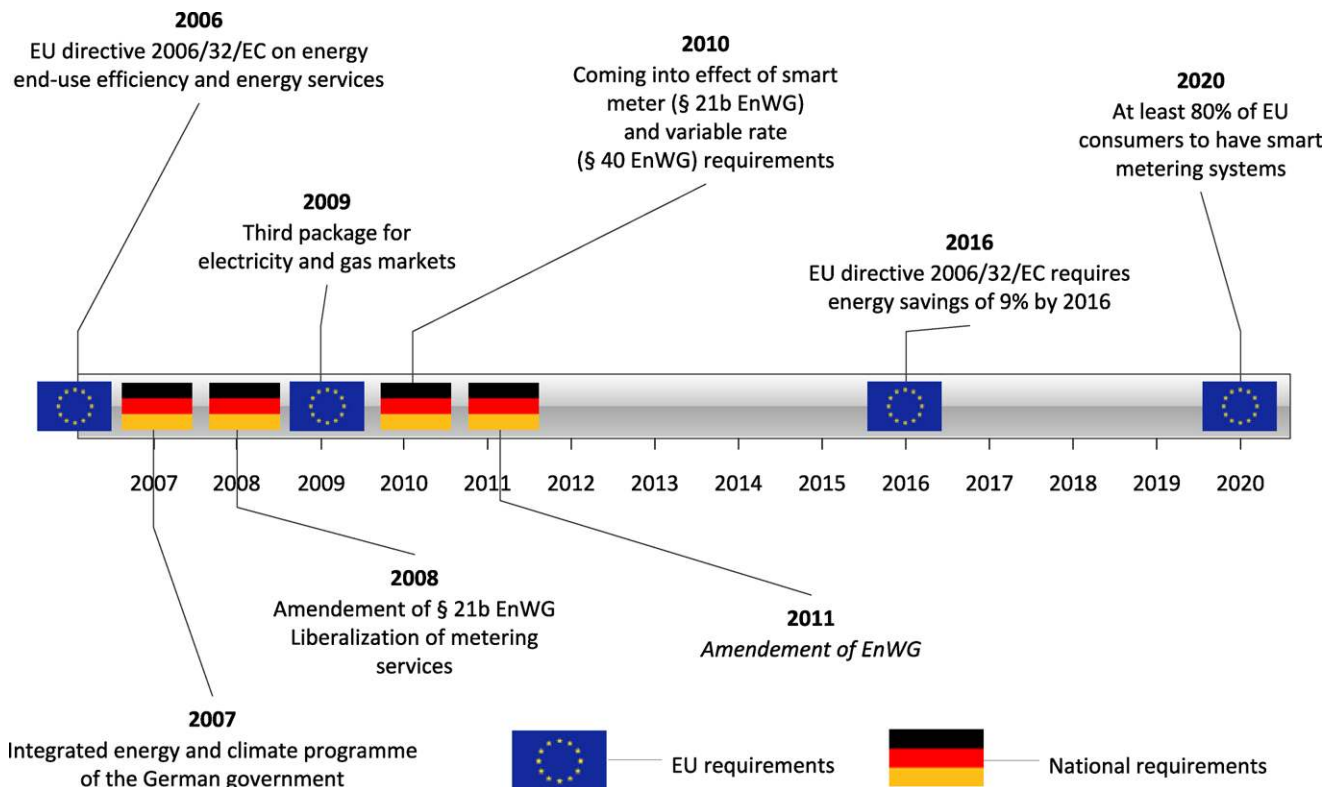 2006
EU directive 2006/32/EC on energy
end-use efficiency and energy services
2010
Coming into effect of smart
meter (§ 21b EnWG)
and variable rate
(§ 40 EnWG) requirements
2020
At least 80% of EU
consumers to have smart
metering systems
2009
Third package for
electricity and gas markets
2016
EU directive 2006/32/EC requires
energy savings of 9% by 2016
2007 2008 2009 2010 2011 2012 2013 2014 2015 2016 2017 2018 2019 2020
2008
Amendement of § 21b EnWG
Liberalization of metering
services
2011
Amendement of EnWG
2007
Integrated energy and climate programme
of the German government
EU requirements
National requirements